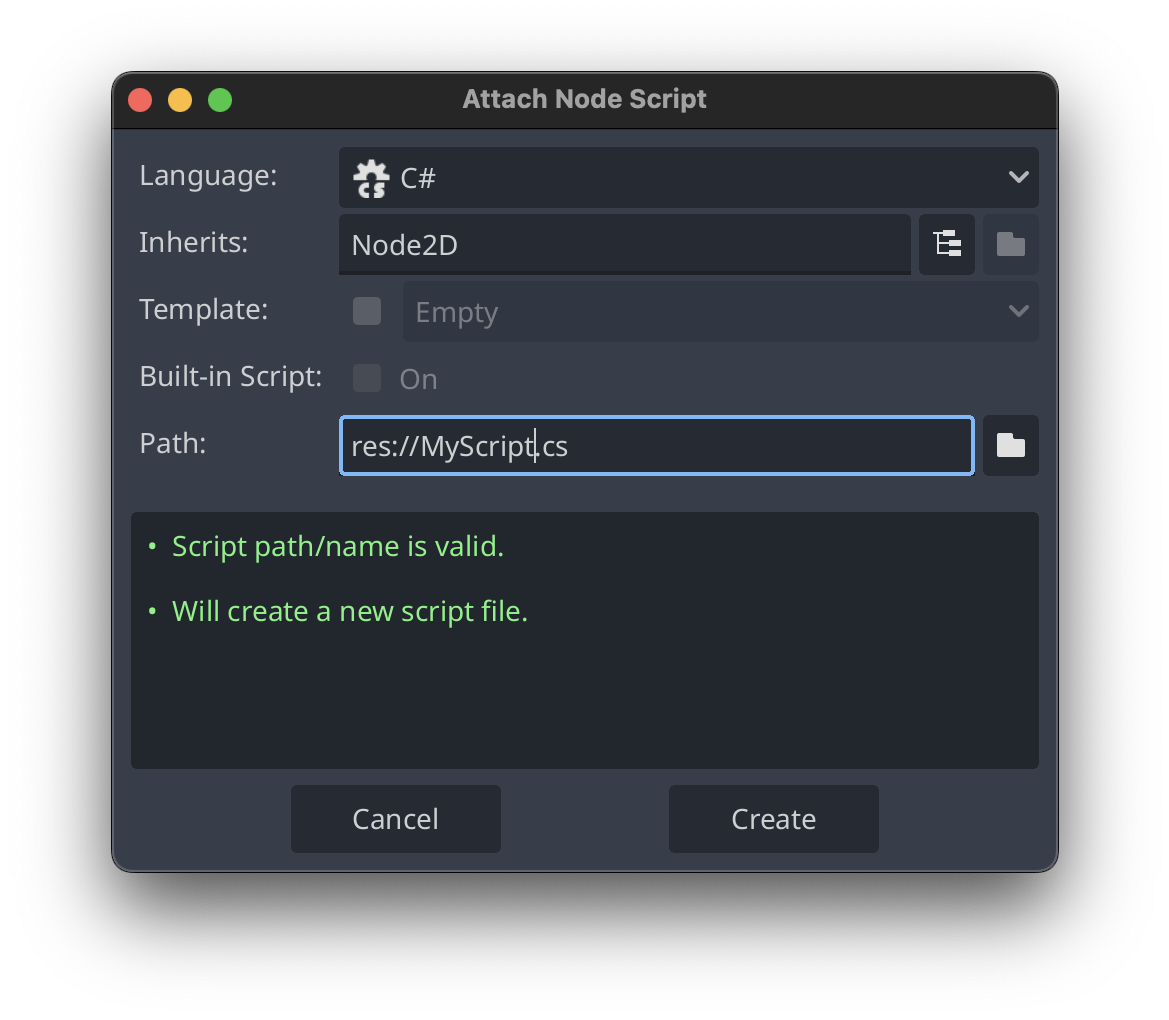 Attach Node Script
Language: CS C#
Inherits: Node2D
Template: Empty
Built-in Script: On
Path: res://MyScript.cs
• Script path/name is valid.
• Will create a new script file.
Cancel Create